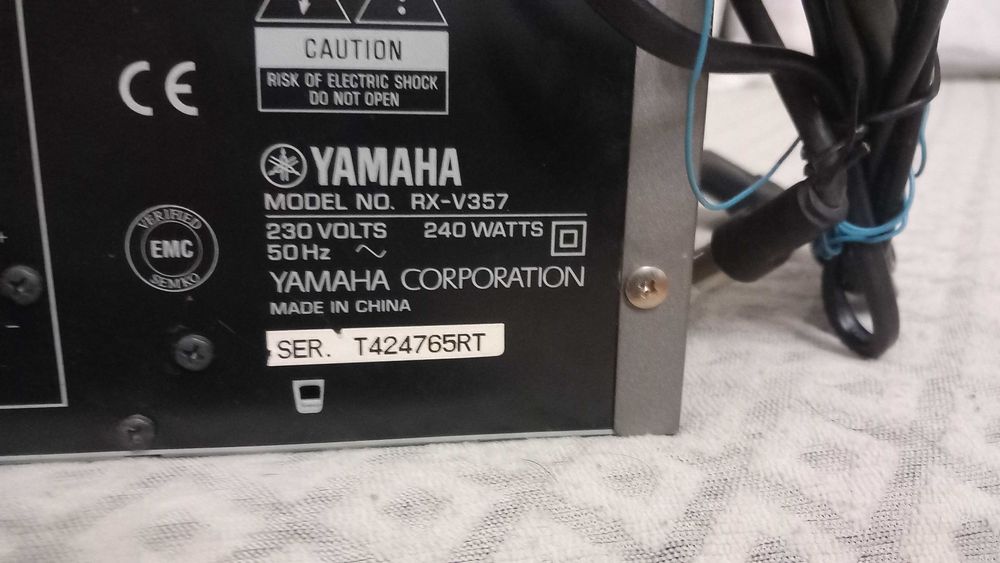 CAUTION
RISK OF ELECTRIC SHOCK
DO NOT OPEN
CE
YAMAHA
MODEL NO. RX-V357
230 VOLTS 240 WATTS
50Hz ~
YAMAHA CORPORATION
MADE IN CHINA
SER. T424765RT
VERIFIED
EMC
SEMKO
+
−